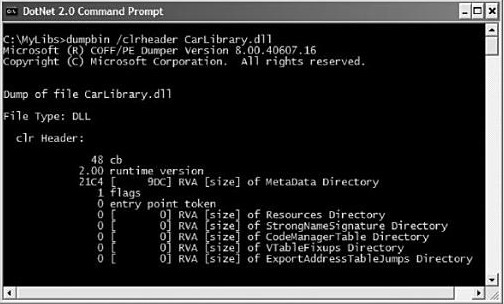 DotNet 2.0 Command Prompt
C:\MyLibs>dumpbin /clrheader CarLibrary.dll
Microsoft (R) COFF/PE Dumper Version 8.00.40607.16
Copyright (C) Microsoft Corporation.  All rights reserved.
Dump of file CarLibrary.dll
File Type: DLL
clr Header:
48 cb
2.00 runtime version
21C4 [     9DC] RVA [size] of MetaData Directory
1 flags
0 entry point token
0 [       0] RVA [size] of Resources Directory
0 [       0] RVA [size] of StrongNameSignature Directory
0 [       0] RVA [size] of CodeManagerTable Directory
0 [       0] RVA [size] of VTableFixups Directory
0 [       0] RVA [size] of ExportAddressTableJumps Directory